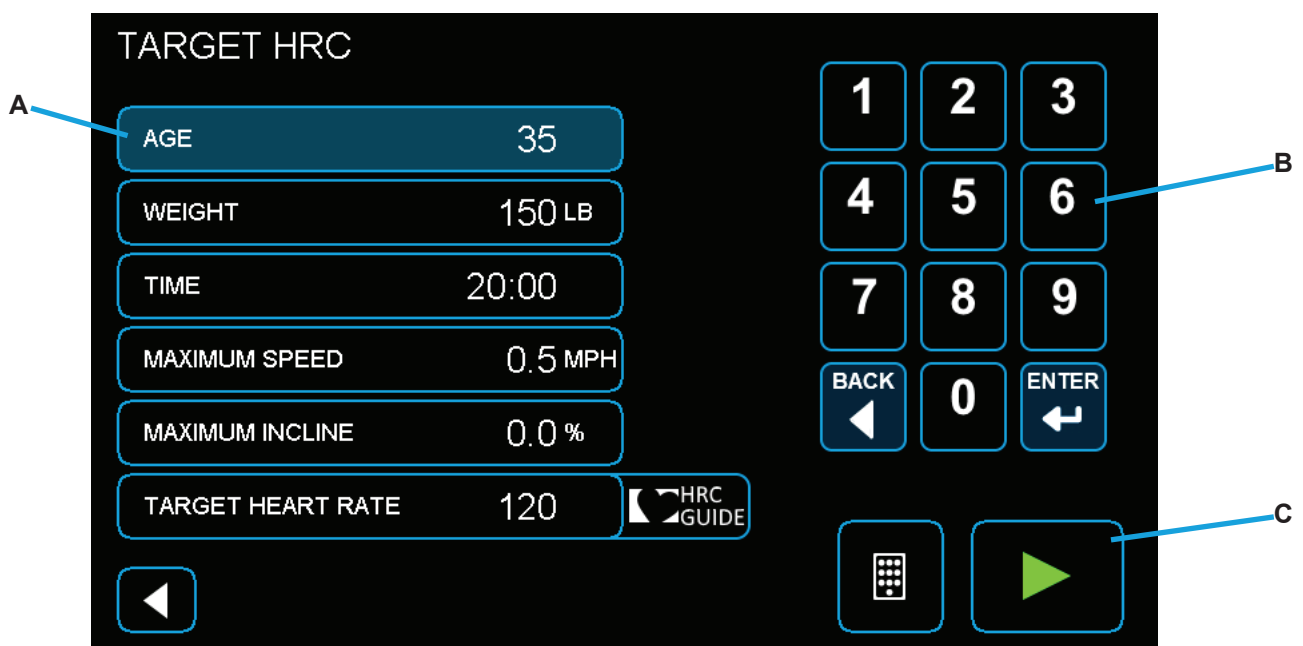 TARGET HRC
A
AGE 35
WEIGHT 150 LB
TIME 20:00
MAXIMUM SPEED 0.5 MPH
MAXIMUM INCLINE 0.0 %
TARGET HEART RATE 120
HRC
GUIDE
1 2 3
B
4 5 6
7 8 9
BACK 0 ENTER
C